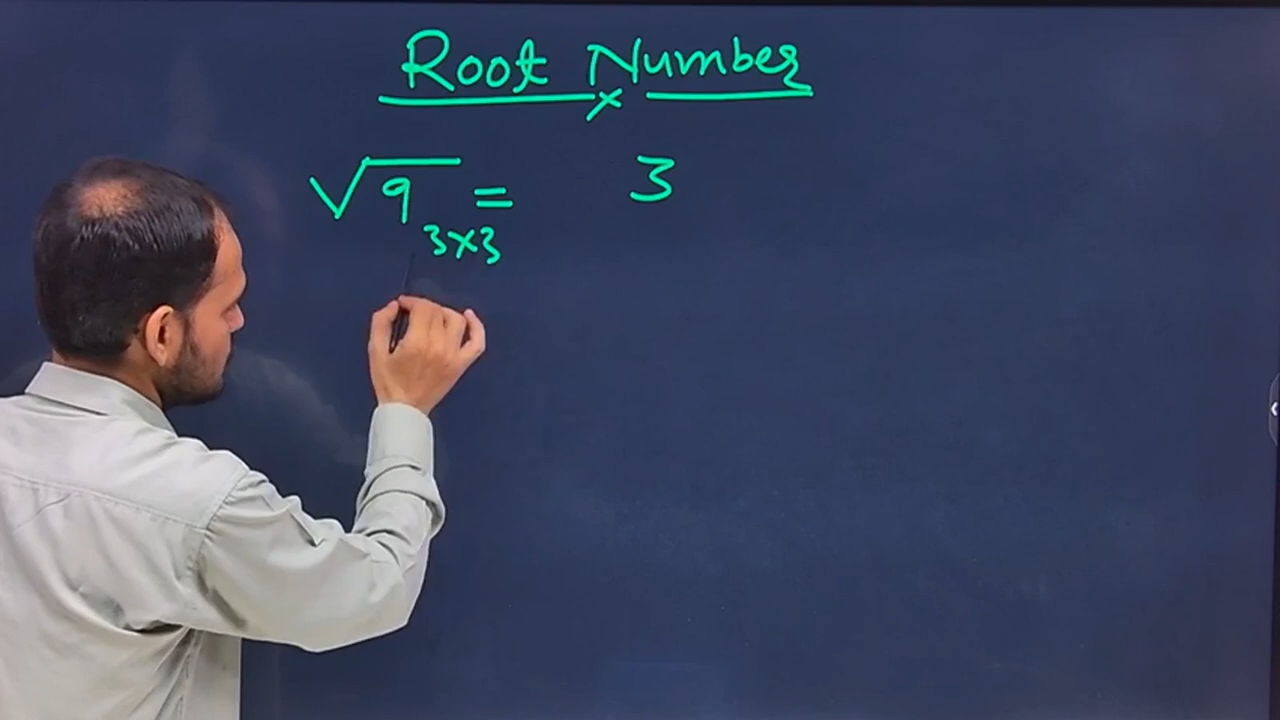 Root Number
√9 = 3
3×3